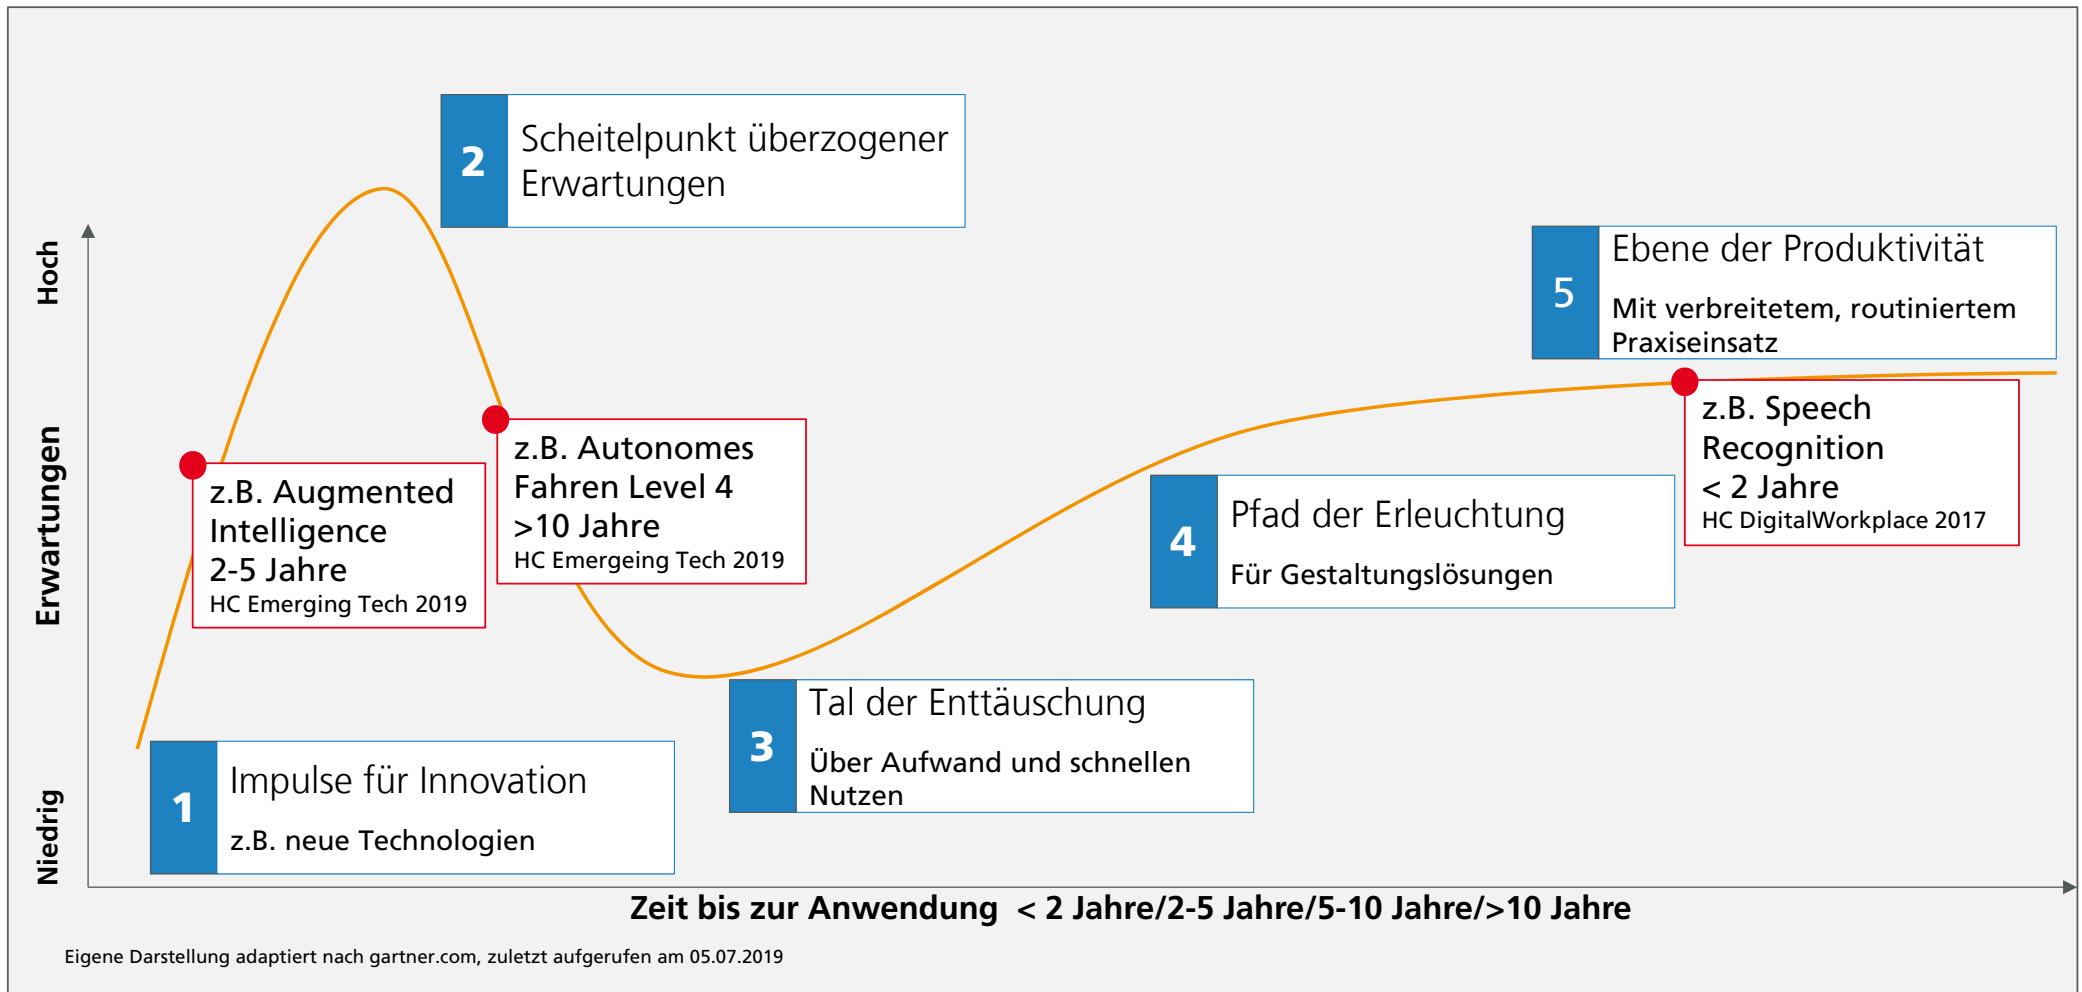 2
Scheitelpunkt überzogener
Erwartungen
Hoch
Erwartungen
Niedrig
5
Ebene der Produktivität
Mit verbreitetem, routiniertem
Praxiseinsatz
z.B. Augmented
Intelligence
2-5 Jahre
HC Emerging Tech 2019
z.B. Autonomes
Fahren Level 4
>10 Jahre
HC Emergeing Tech 2019
z.B. Speech
Recognition
< 2 Jahre
HC DigitalWorkplace 2017
4
Pfad der Erleuchtung
Für Gestaltungslösungen
3
Tal der Enttäuschung
Über Aufwand und schnellen
Nutzen
1
Impulse für Innovation
z.B. neue Technologien
Zeit bis zur Anwendung < 2 Jahre/2-5 Jahre/5-10 Jahre/>10 Jahre
Eigene Darstellung adaptiert nach gartner.com, zuletzt aufgerufen am 05.07.2019